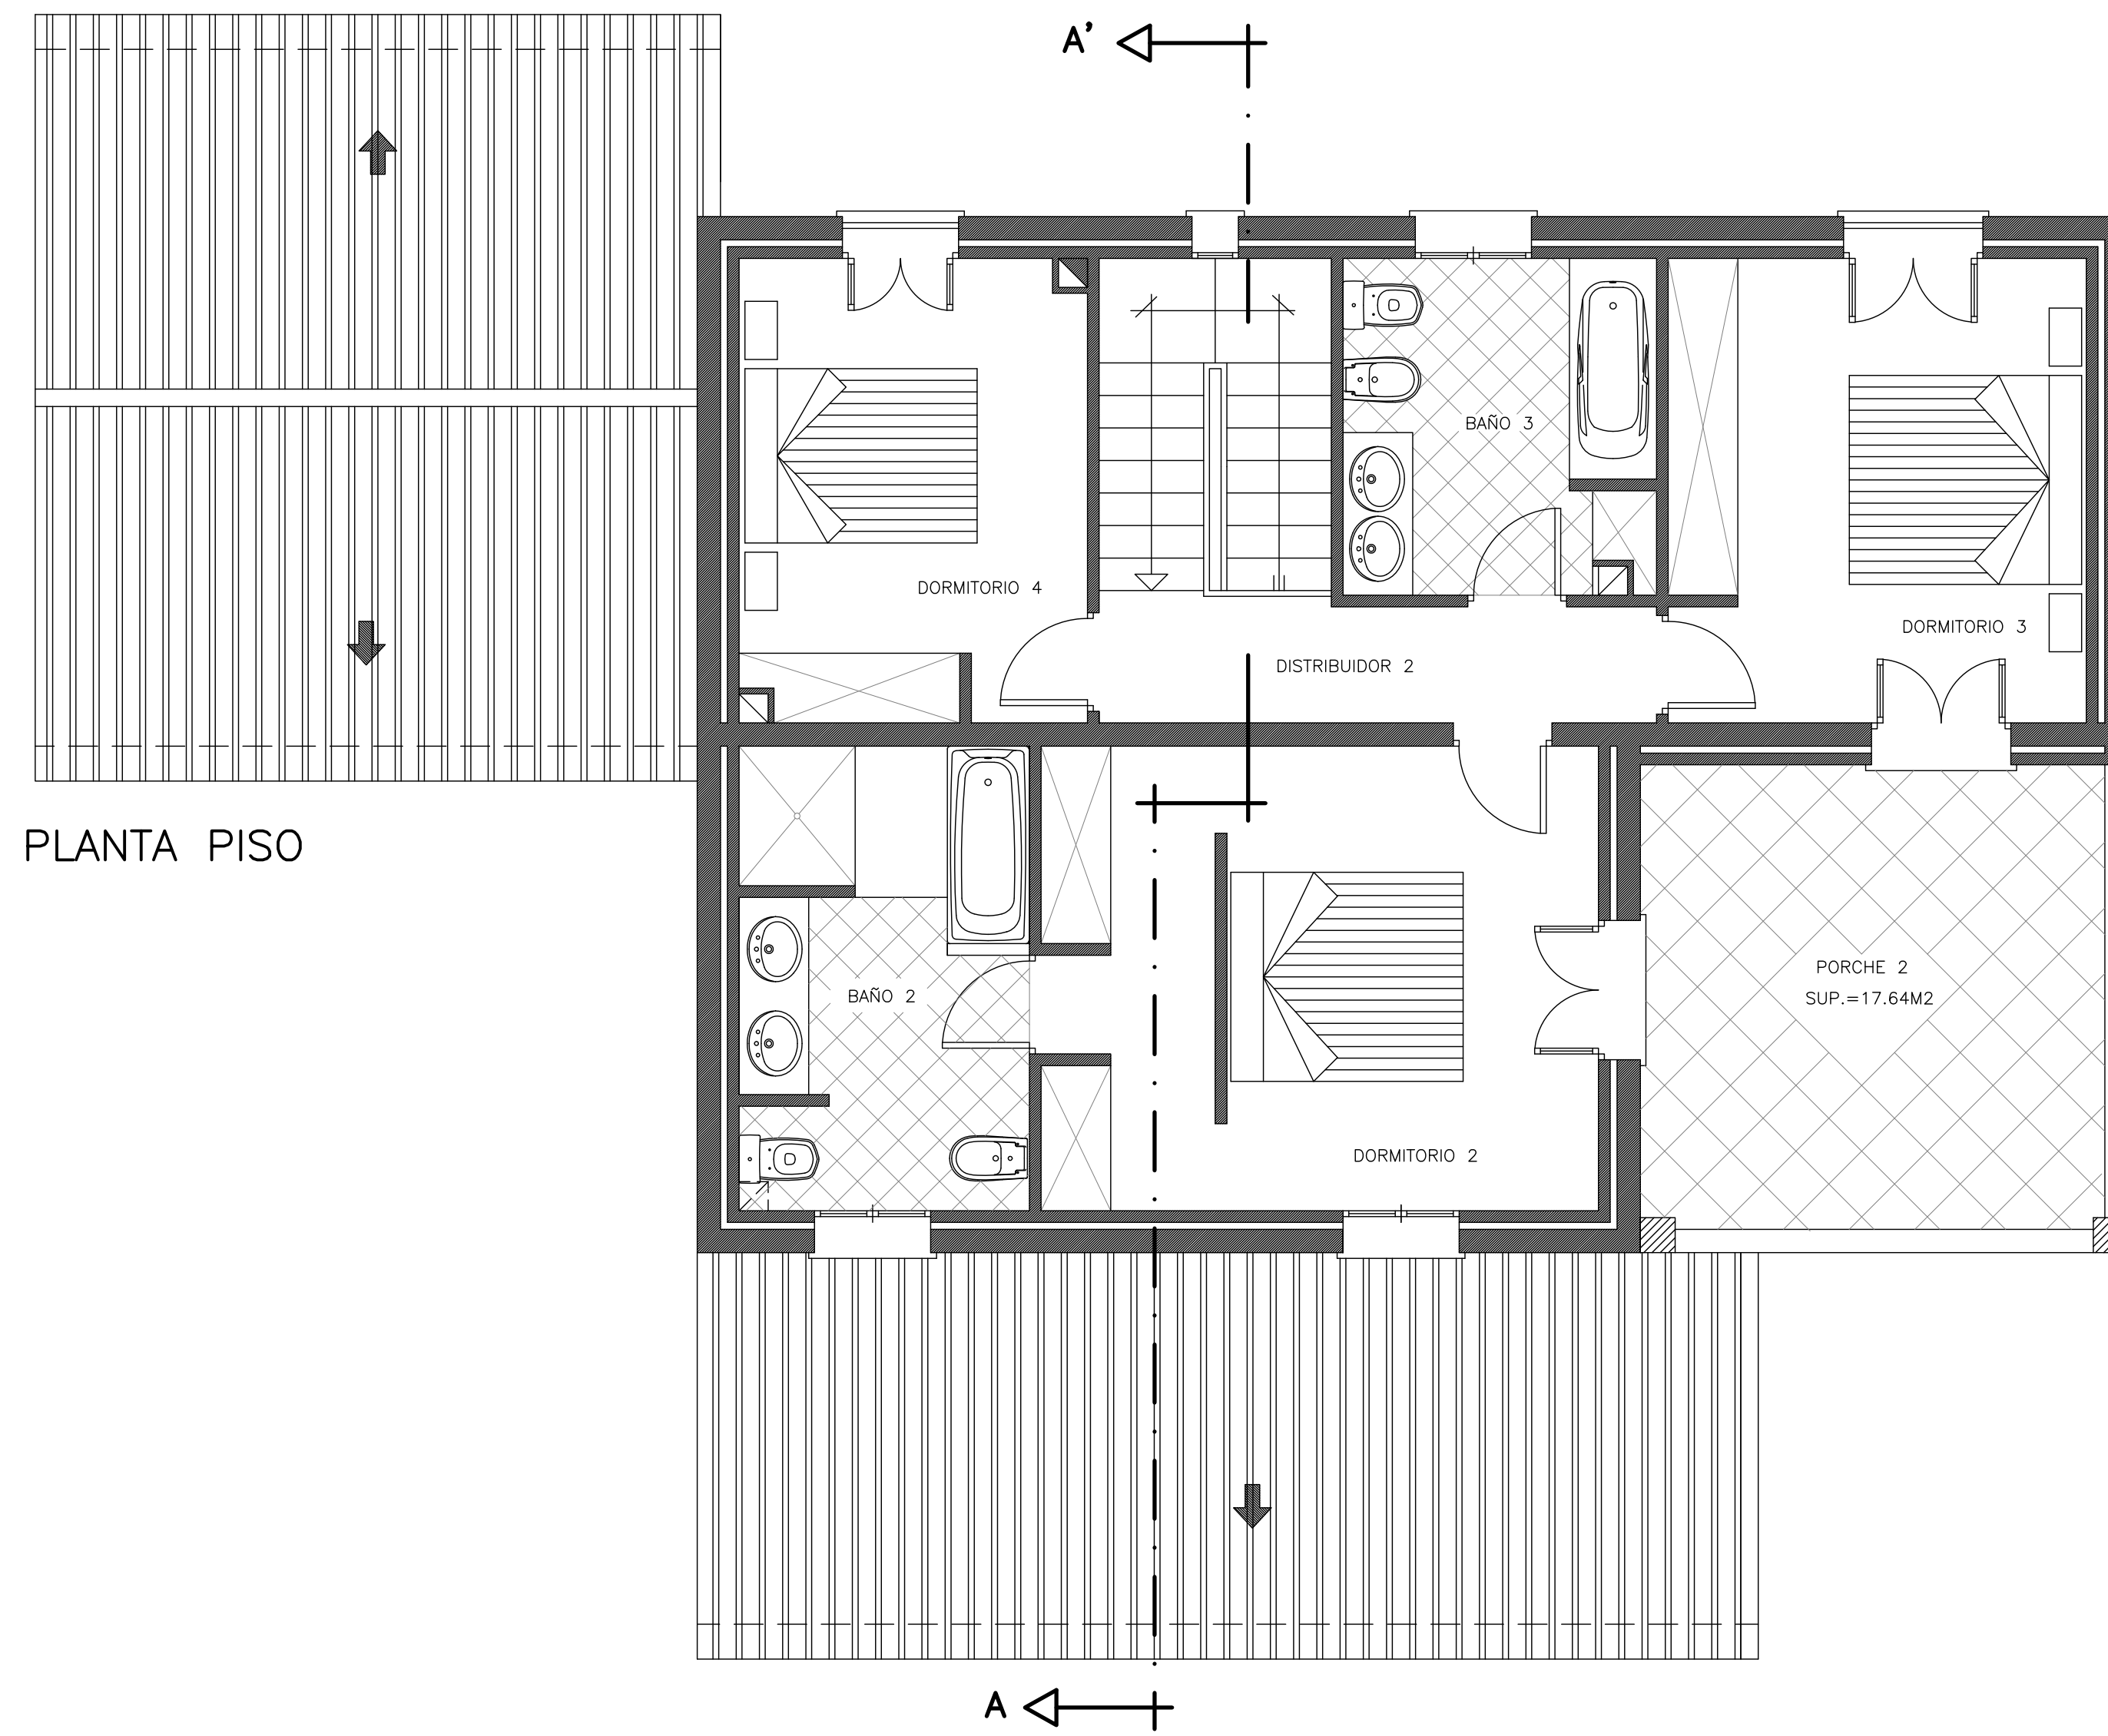 A'
BAÑO 3
DORMITORIO 4
DORMITORIO 3
DISTRIBUIDOR 2
PLANTA PISO
PORCHE 2
SUP.=17.64M2
BAÑO 2
DORMITORIO 2
A